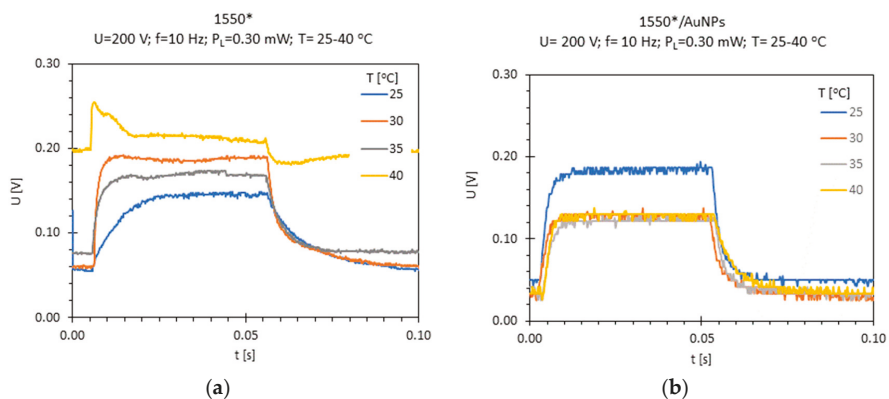 1550*
U=200 V; f=10 Hz; PL=0.30 mW; T= 25-40 °C
0.30
0.20
0.10
0.00
U [V]
0.00
0.05
0.10
t [s]
T [°C]
25
30
35
40
(a)
1550*/AuNPs
U= 200 V; f= 10 Hz; PL=0.30 mW; T= 25-40 °C
0.30
0.20
0.10
0.00
U [V]
0.00
0.05
0.10
t [s]
T [°C]
25
30
35
40
(b)